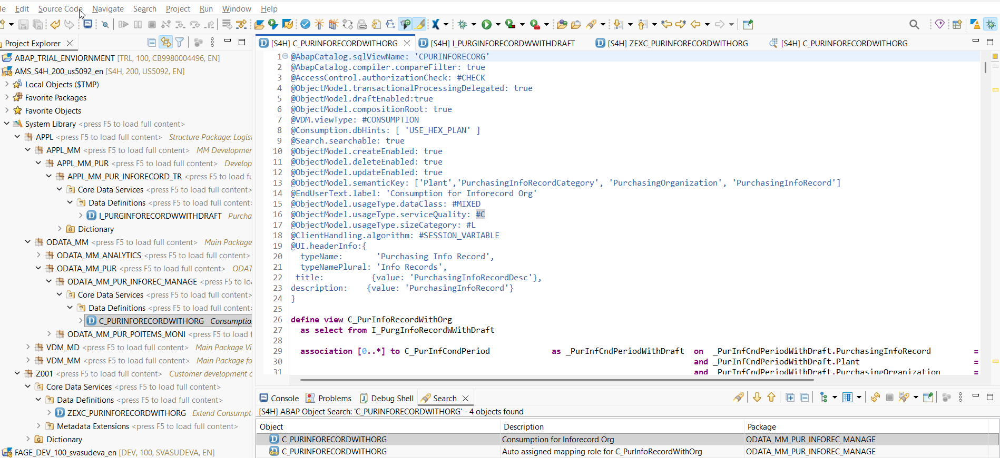 le Edit Source Code Navigate Search Project Run Window Help
Project Explorer
ABAP_TRIAL_ENVIORNMENT [TRL, 100, CB9980004496, EN]
AMS_S4H_200_us5092_en [S4H, 200, US5092, EN]
Local Objects ($TMP)
Favorite Packages
Favorite Objects
System Library <press F5 to load full content>
APPL <press F5 to load full content> Structure Package: Logis
APPL_MM <press F5 to load full content> MM Developmer
APPL_MM_PUR <press F5 to load full content> Develop
APPL_MM_PUR_INFORECORD_TR <press F5 to load fu
Core Data Services <press F5 to load full content>
Data Definitions <press F5 to load full content>
I_PURGINFORECORDWWITHDRAFT Purcha
Dictionary
ODATA_MM <press F5 to load full content> Main Package
ODATA_MM_ANALYTICS <press F5 to load full content>
ODATA_MM_PUR <press F5 to load full content> ODAT
ODATA_MM_PUR_INFOREC_MANAGE <press F5 to loa
Core Data Services <press F5 to load full content>
Data Definitions <press F5 to load full content>
C_PURINFORECORDWITHORG Consumptio
ODATA_MM_PUR_POITEMS_MONI <press F5 to load f
VDM_MD <press F5 to load full content> Main Package Vi
VDM_MM <press F5 to load full content> Main Package fo
Z001 <press F5 to load full content> Customer development o
Core Data Services <press F5 to load full content>
Data Definitions <press F5 to load full content>
ZEXC_PURINFORECORDWITHORG Extend Consumpt
Metadata Extensions <press F5 to load full content>
Dictionary
FAGE_DEV_100_svasudeva_en [DEV, 100, SVASUDEVA, EN]
[S4H] C_PURINFORECORDWITHORG [S4H] I_PURGINFORECORDWWITHDRAFT [S4H] ZEXC_PURINFORECORDWITHORG [S4H] C_PURINFORECORDWITHORG
1 @AbapCatalog.sqlViewName: 'CPURINFORECORG'
2 @AbapCatalog.compiler.compareFilter: true
3 @AccessControl.authorizationCheck: #CHECK
4 @ObjectModel.transactionalProcessingDelegated: true
5 @ObjectModel.draftEnabled:true
6 @ObjectModel.compositionRoot: true
7 @VDM.viewType: #CONSUMPTION
8 @Consumption.dbHints: [ 'USE_HEX_PLAN' ]
9 @Search.searchable: true
10 @ObjectModel.createEnabled: true
11 @ObjectModel.deleteEnabled: true
12 @ObjectModel.updateEnabled: true
13 @ObjectModel.semanticKey: ['Plant','PurchasingInfoRecordCategory', 'PurchasingOrganization', 'PurchasingInfoRecord']
14 @EndUserText.label: 'Consumption for Inforecord Org'
15 @ObjectModel.usageType.dataClass: #MIXED
16 @ObjectModel.usageType.serviceQuality: #C
17 @ObjectModel.usageType.sizeCategory: #L
18 @ClientHandling.algorithm: #SESSION_VARIABLE
19 @UI.headerInfo:{
20 typeName: 'Purchasing Info Record',
21 typeNamePlural: 'Info Records',
22 title: {value: 'PurchasingInfoRecordDesc'},
23 description: {value: 'PurchasingInfoRecord'}
24 }
25
26 define view C_PurInfoRecordWithOrg
27 as select from I_PurgInfoRecordWWithDraft
28
29 association [0..*] to C_PurInfCondPeriod as _PurInfCndPeriodWithDraft on _PurInfCndPeriodWithDraft.PurchasingInfoRecord =
30 and _PurInfCndPeriodWithDraft.Plant =
31 and _PurInfCndPeriodWithDraft.PurchasingOrganization =
Console Problems Debug Shell Search
[S4H] ABAP Object Search: 'C_PURINFORECORDWITHORG' - 4 objects found
Object Description Package
C_PURINFORECORDWITHORG Consumption for Inforecord Org ODATA_MM_PUR_INFOREC_MANAGE
C_PURINFORECORDWITHORG Auto assigned mapping role for C_PurInfoRecordWithOrg ODATA_MM_PUR_INFOREC_MANAGE